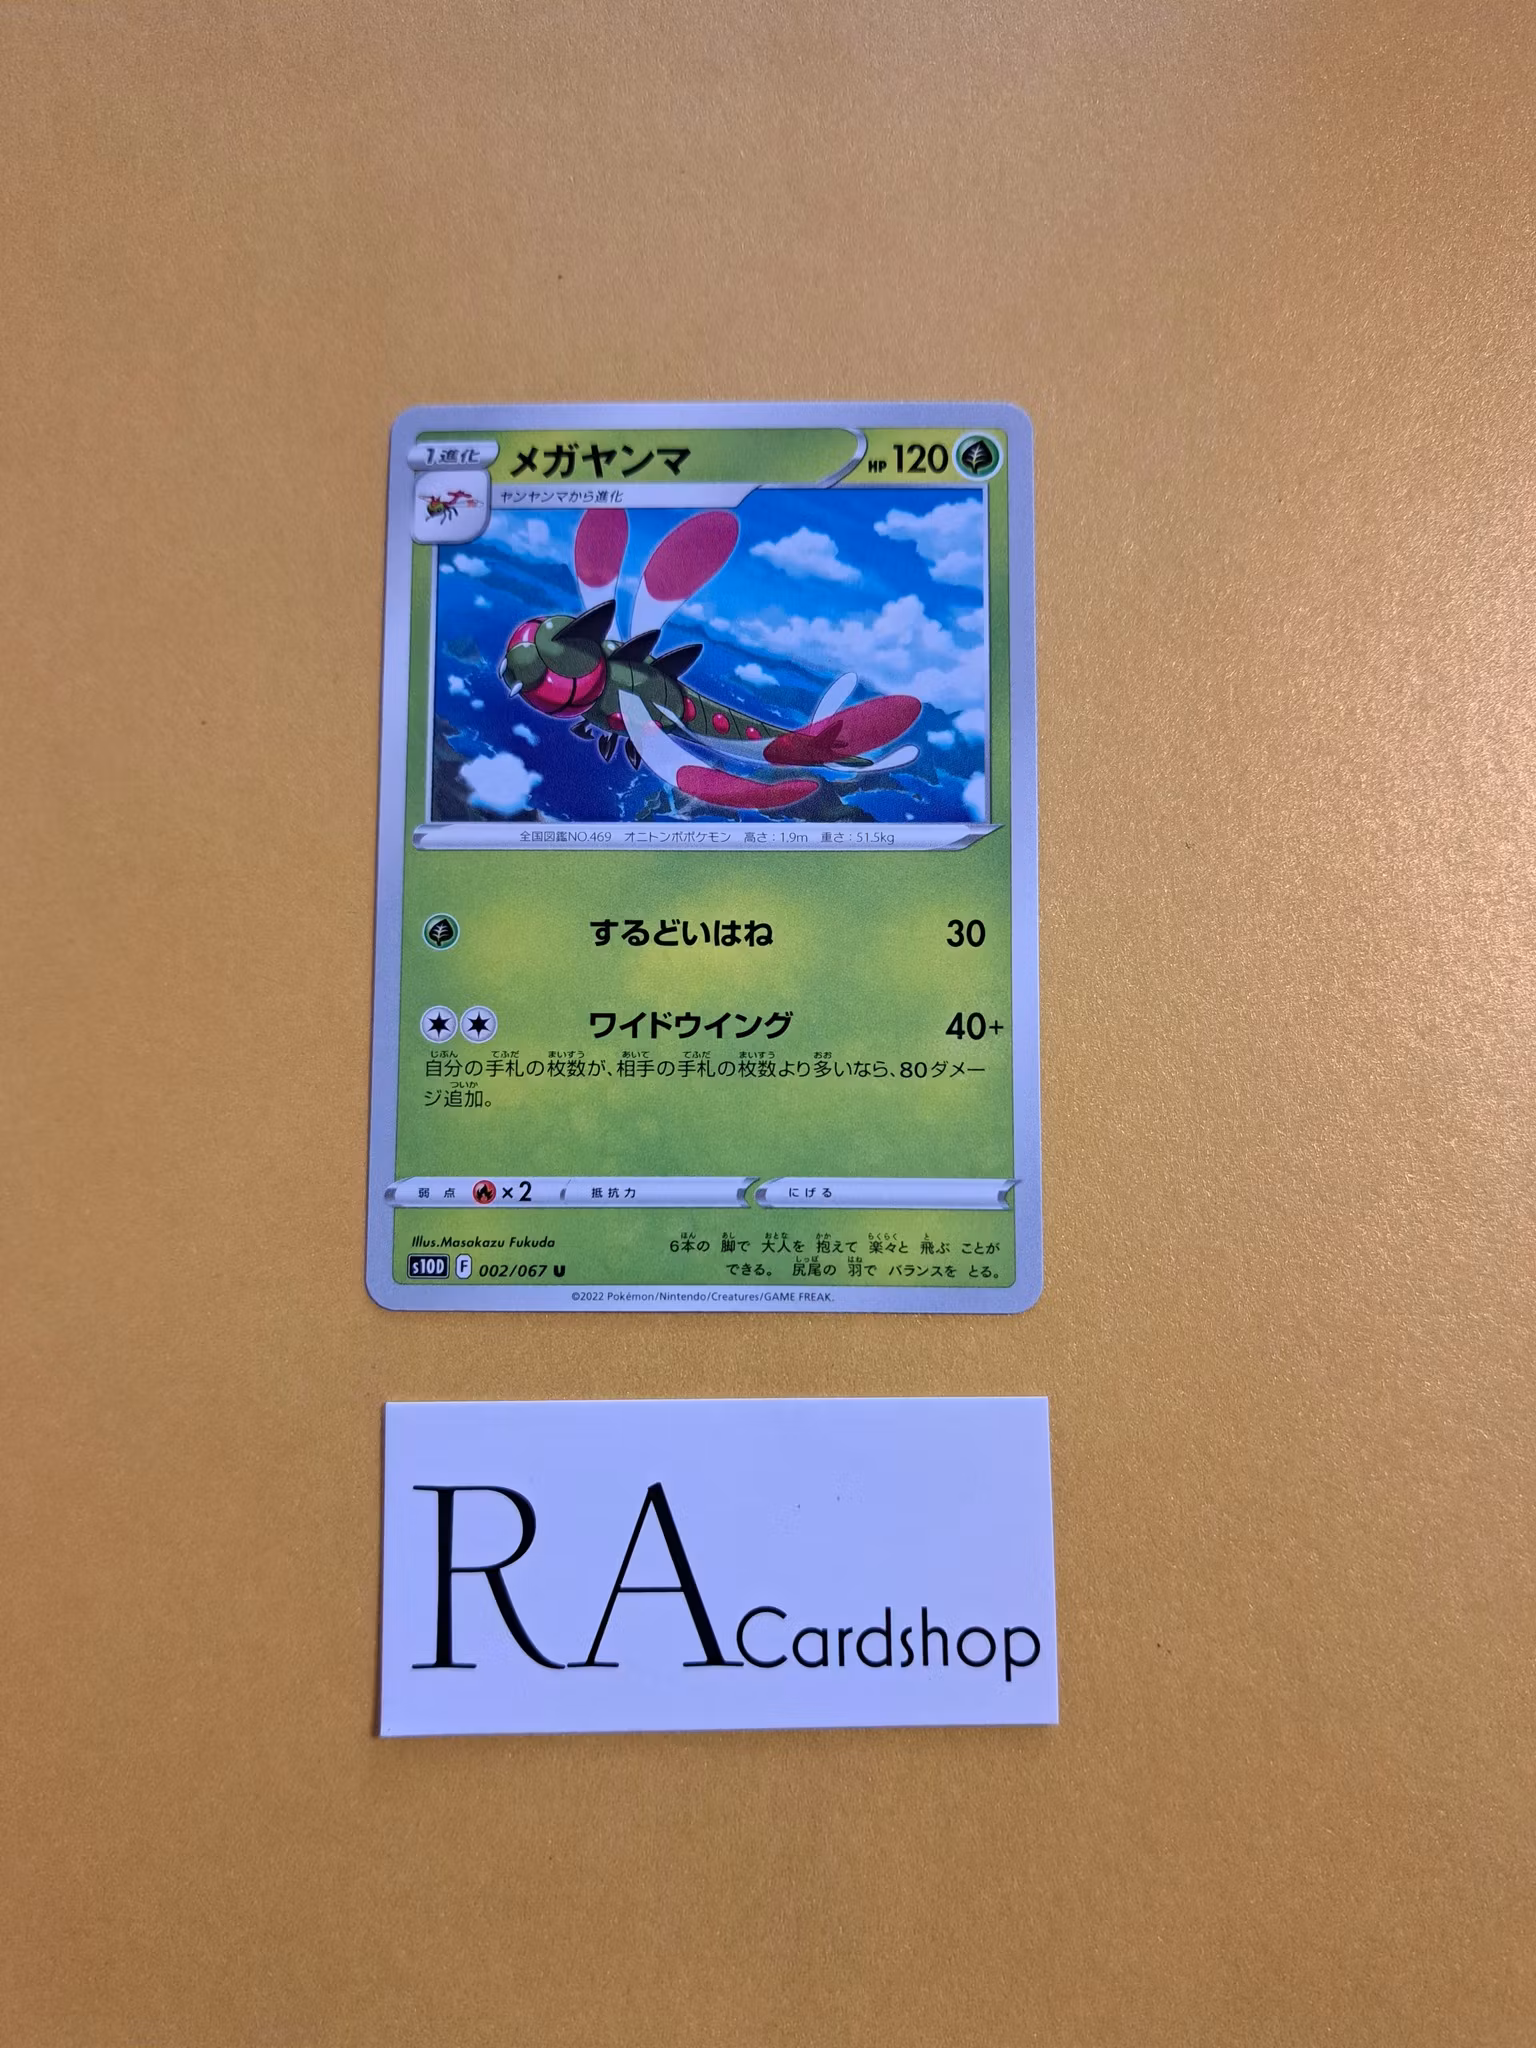 1進化
メガヤンマ
HP 120
ヤンヤンマから進化
全国図鑑NO.469 オニトンボポケモン 高さ:1.9m 重さ:51.5kg
するどいはね 30
ワイドウイング 40+
自分の手札の枚数が、相手の手札の枚数より多いなら、80ダメー
ジ追加。
弱点 ×2 抵抗力 にげる
Illus.Masakazu Fukuda
s10D F 002/067 U
6本の 脚で 大人を 抱えて 楽々と 飛ぶ ことが
できる。 尻尾の 羽で バランスを とる。
©2022 Pokémon/Nintendo/Creatures/GAME FREAK.
RA Cardshop